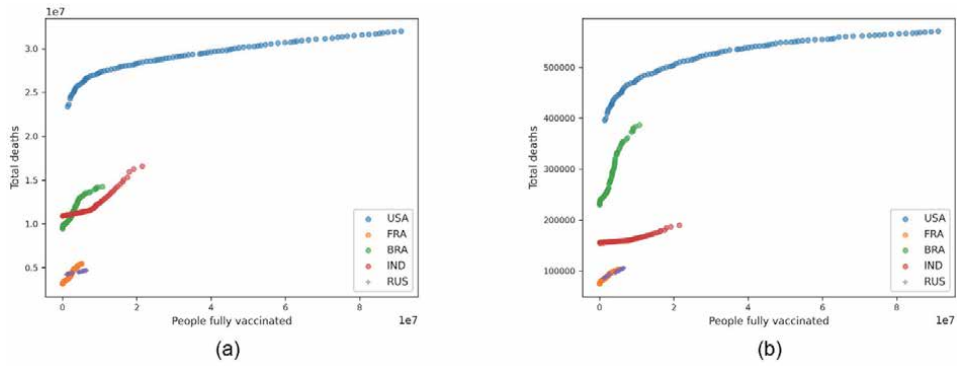 1e7
3.0
2.5
2.0
1.5
1.0
0.5
Total deaths
0 2 4 6 8
1e7
People fully vaccinated
USA
FRA
BRA
IND
RUS
(a)
500000
400000
300000
200000
100000
Total deaths
0 2 4 6 8
1e7
People fully vaccinated
USA
FRA
BRA
IND
RUS
(b)